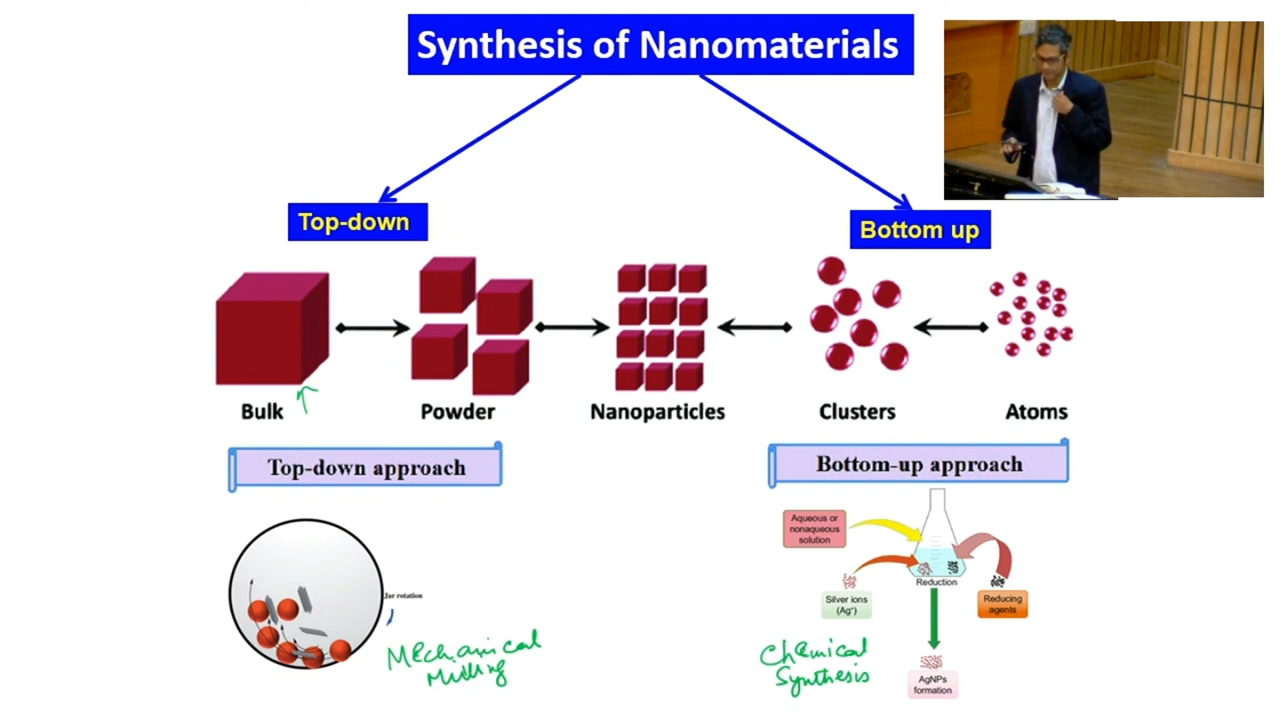 Synthesis of Nanomaterials
Top-down
Bottom up
Bulk
Powder
Nanoparticles
Clusters
Atoms
Top-down approach
Bottom-up approach
Jar rotation
Mechanical
Milling
Aqueous or
nonaqueous
solution
Reduction
Silver ions
(Ag⁺)
Reducing
agents
AgNPs
formation
Chemical
Synthesis